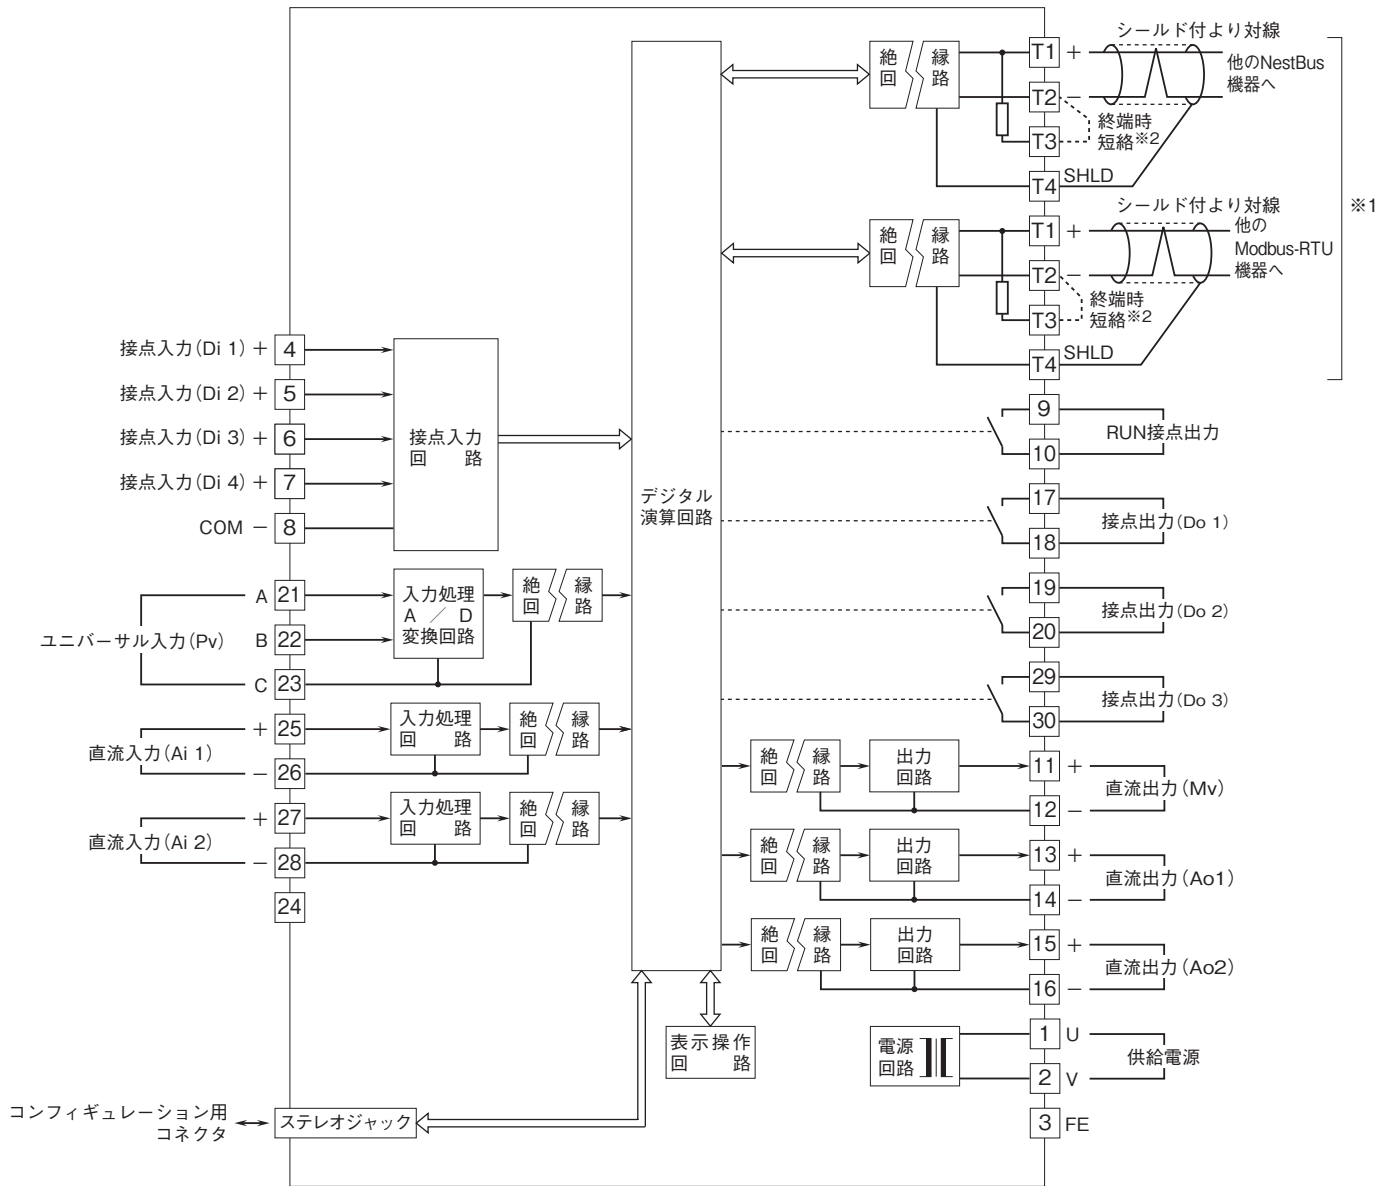 シールド付より対線
T1 +
他のNestBus
機器へ
絶縁
回路
T2 −
終端時
短絡※2
T3
T4 SHLD
※1
シールド付より対線
T1 +
他の
Modbus-RTU
機器へ
絶縁
回路
T2 −
終端時
短絡※2
T3
T4 SHLD
接点入力(Di 1) + 4
接点入力(Di 2) + 5
接点入力(Di 3) + 6
接点入力(Di 4) + 7
COM − 8
接点入力
回路
デジタル
演算回路
9
RUN接点出力
10
17
接点出力(Do 1)
18
19
接点出力(Do 2)
20
29
接点出力(Do 3)
30
ユニバーサル入力(Pv)
A 21
B 22
C 23
入力処理
A/D
変換回路
絶縁
回路
直流入力(Ai 1)
+ 25
− 26
入力処理
回路
絶縁
回路
直流入力(Ai 2)
+ 27
− 28
入力処理
回路
絶縁
回路
24
絶縁
回路
出力
回路
11 +
直流出力(Mv)
12 −
絶縁
回路
出力
回路
13 +
直流出力(Ao1)
14 −
絶縁
回路
出力
回路
15 +
直流出力(Ao2)
16 −
表示操作
回路
電源
回路
1 U
供給電源
2 V
3 FE
コンフィギュレーション用
コネクタ
ステレオジャック